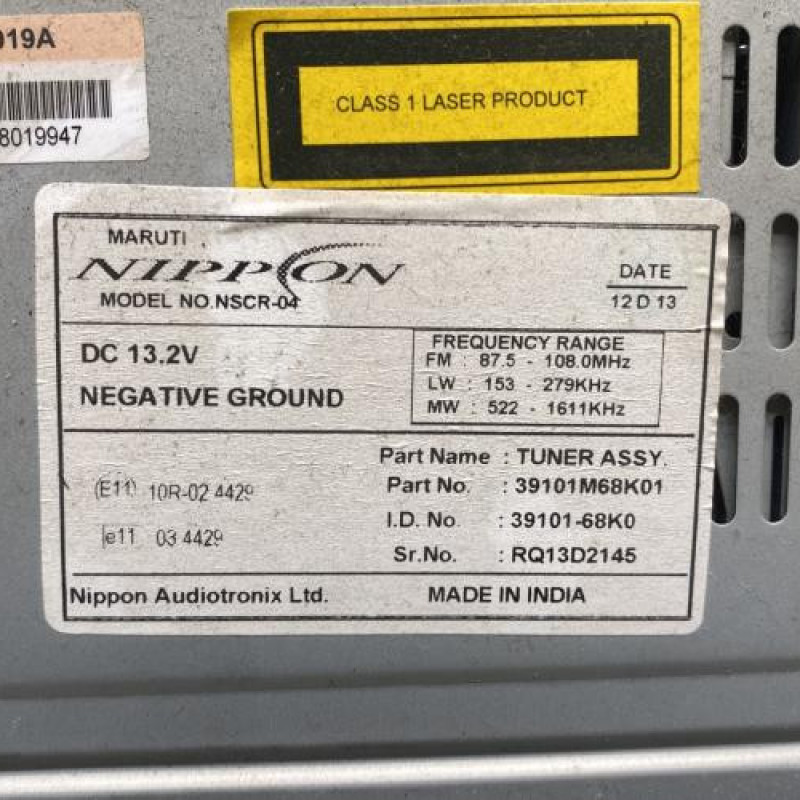 019A
8019947
CLASS 1 LASER PRODUCT
MARUTI
NIPPON
MODEL NO.NSCR-04
DATE
12 D 13
DC 13.2V
NEGATIVE GROUND
FREQUENCY RANGE
FM : 87.5 - 108.0MHz
LW : 153 - 279KHz
MW : 522 - 1611KHz
Part Name : TUNER ASSY.
Part No. : 39101M68K01
I.D. No. : 39101-68K0
Sr.No. : RQ13D2145
(E11) 10R-02 4429
e11 03 4429
Nippon Audiotronix Ltd. MADE IN INDIA